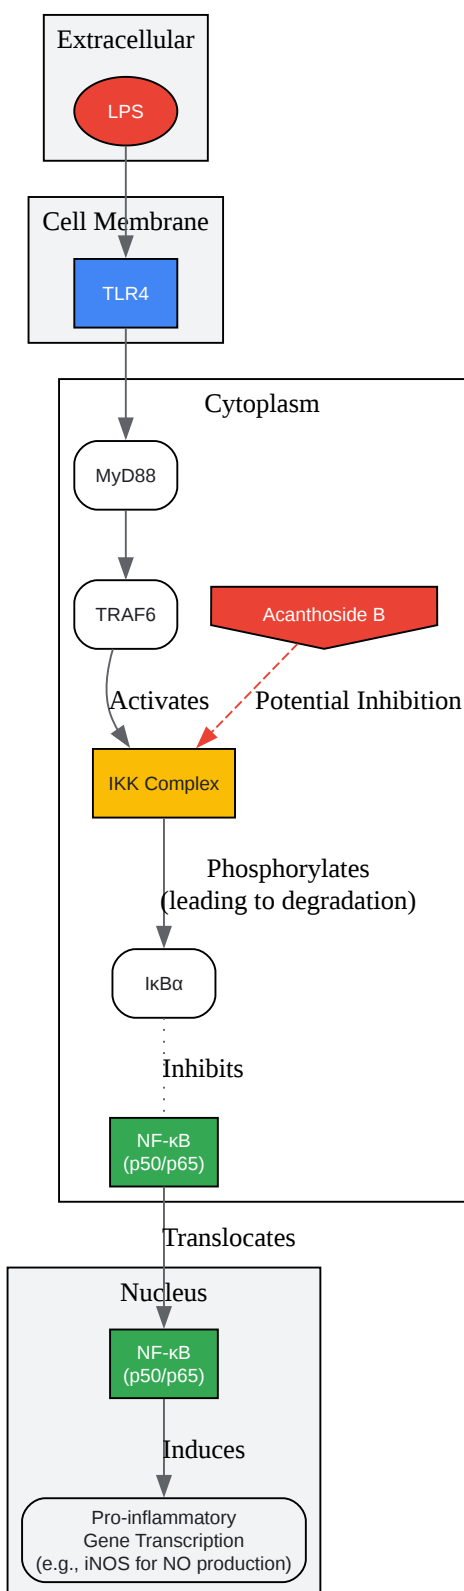 Extracellular
LPS
Cell Membrane
TLR4
Cytoplasm
MyD88
TRAF6
Acanthoside B
Activates
Potential Inhibition
IKK Complex
Phosphorylates
(leading to degradation)
IκBα
Inhibits
NF-κB
(p50/p65)
Translocates
Nucleus
NF-κB
(p50/p65)
Induces
Pro-inflammatory
Gene Transcription
(e.g., iNOS for NO production)